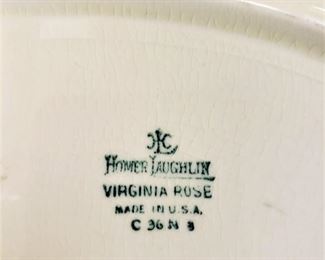 HLC
HOMER LAUGHLIN
VIRGINIA ROSE
MADE IN U.S.A.
C 36 N 8